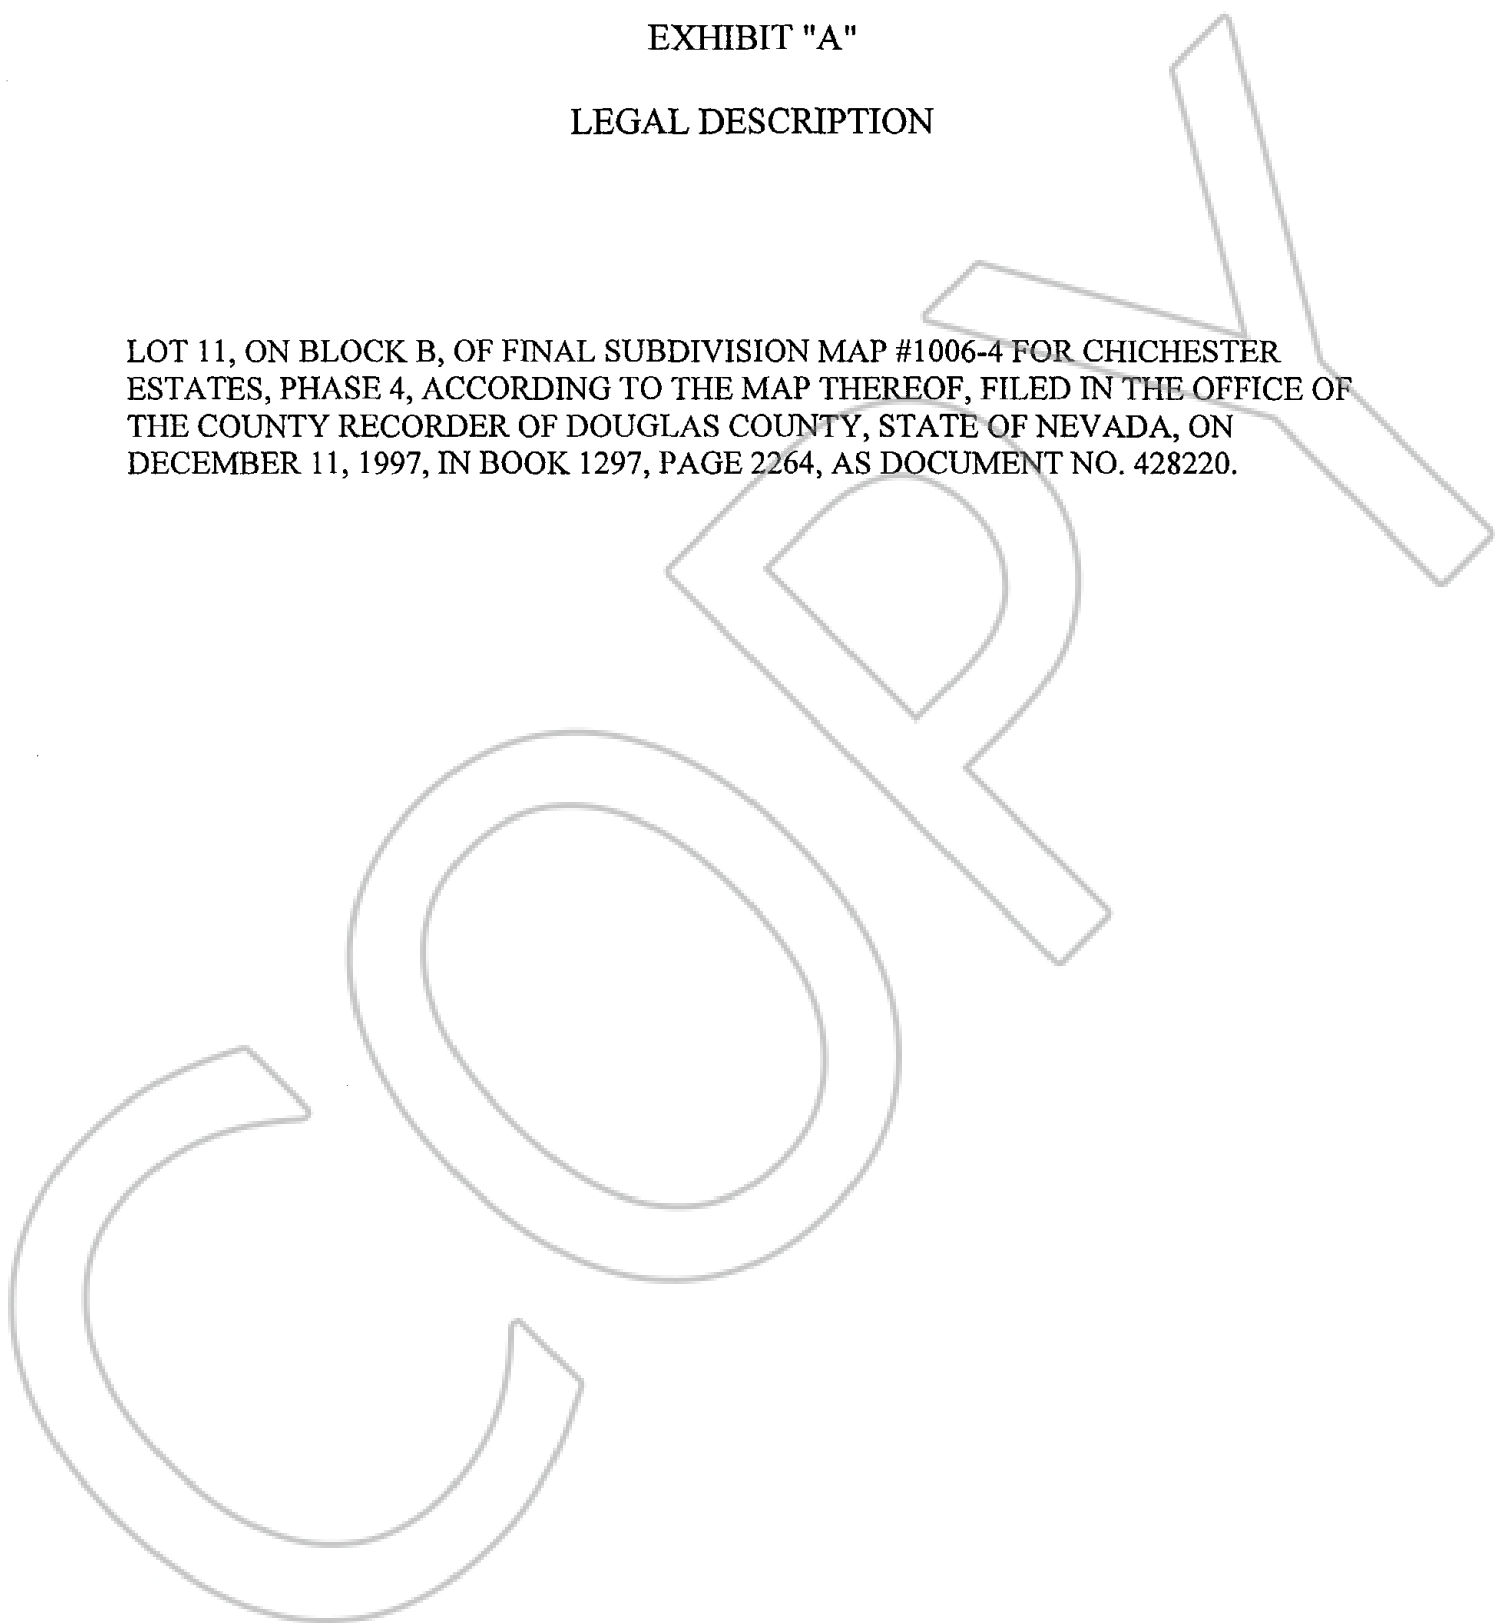 EXHIBIT "A"
LEGAL DESCRIPTION
LOT 11, ON BLOCK B, OF FINAL SUBDIVISION MAP #1006-4 FOR CHICHESTER
ESTATES, PHASE 4, ACCORDING TO THE MAP THEREOF, FILED IN THE OFFICE OF
THE COUNTY RECORDER OF DOUGLAS COUNTY, STATE OF NEVADA, ON
DECEMBER 11, 1997, IN BOOK 1297, PAGE 2264, AS DOCUMENT NO. 428220.
COPY